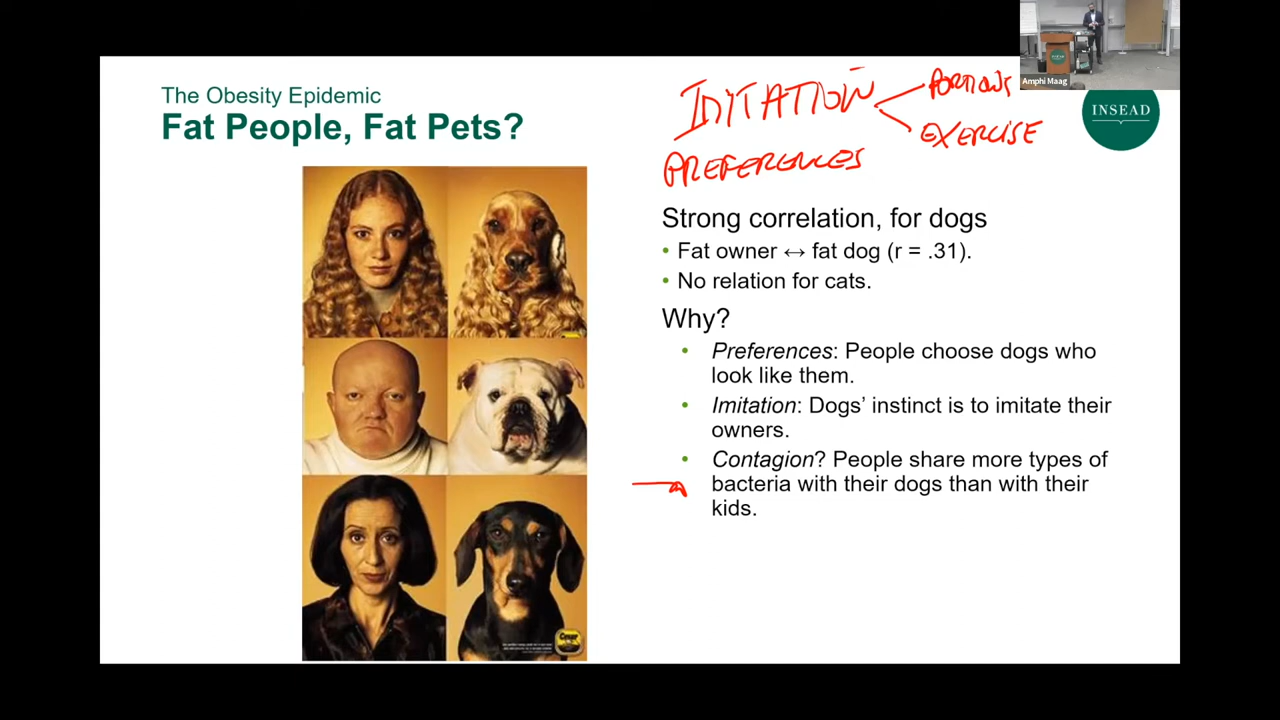 Amphi Maag
The Obesity Epidemic
Fat People, Fat Pets?
IMITATION
PORTIONS
EXERCISE
PREFERENCES
INSEAD
Strong correlation, for dogs
• Fat owner ↔ fat dog (r = .31).
• No relation for cats.
Why?
• Preferences: People choose dogs who
look like them.
• Imitation: Dogs’ instinct is to imitate their
owners.
• Contagion? People share more types of
bacteria with their dogs than with their
kids.